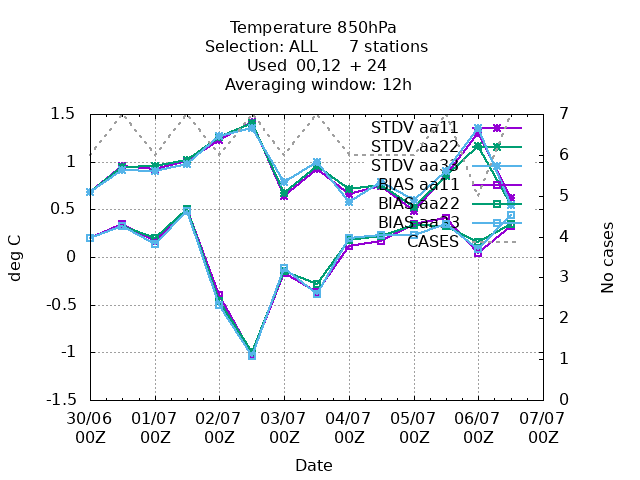 Temperature 850hPa
Selection: ALL 7 stations
Used 00,12 + 24
Averaging window: 12h
1.5 7
STDV aa11
STDV aa22
1 6
STDV aa33
BIAS aa11
5
0.5 BIAS aa22
BIAS aa33
CASES 4
0
3
-0.5
2
-1 1
-1.5 0
deg C
No cases
30/06 01/07 02/07 03/07 04/07 05/07 06/07 07/07
00Z 00Z 00Z 00Z 00Z 00Z 00Z 00Z
Date